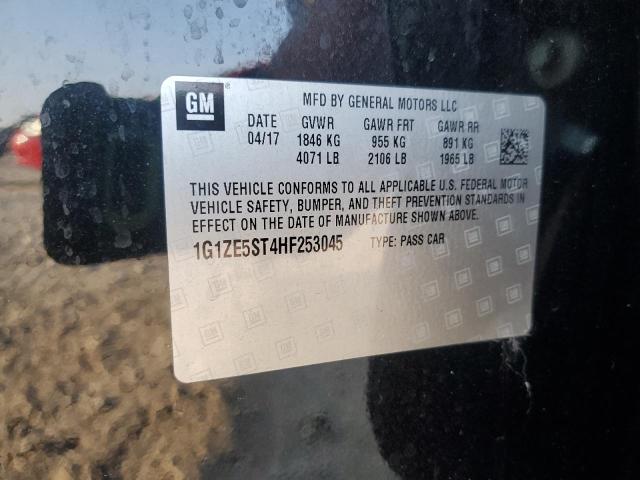 GM
MFD BY GENERAL MOTORS LLC
DATE GVWR GAWR FRT GAWR RR
04/17 1846 KG 955 KG 891 KG
4071 LB 2106 LB 1965 LB
THIS VEHICLE CONFORMS TO ALL APPLICABLE U.S. FEDERAL MOTOR
VEHICLE SAFETY, BUMPER, AND THEFT PREVENTION STANDARDS IN
EFFECT ON THE DATE OF MANUFACTURE SHOWN ABOVE.
1G1ZE5ST4HF253045 TYPE: PASS CAR